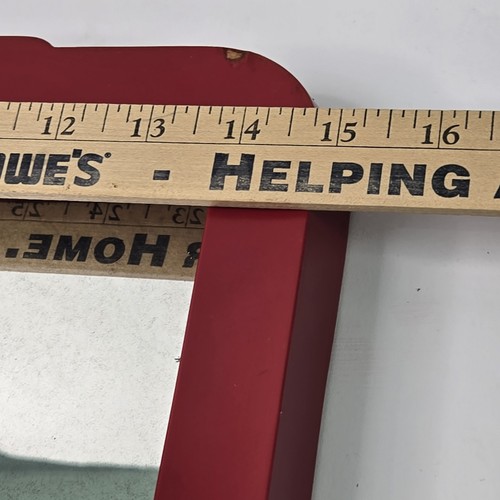 12 13 14 15 16
OWE'S - HELPING
25 24 23
R HOME.